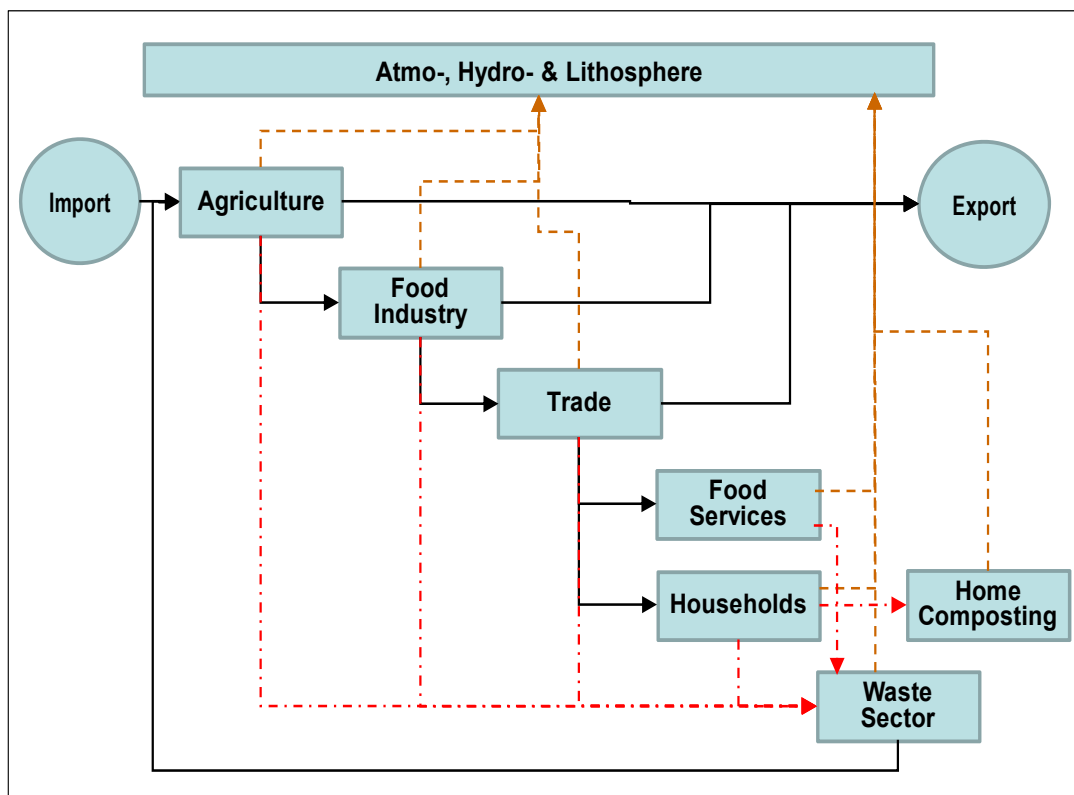 Atmo-, Hydro- & Lithosphere
Import
Agriculture
Export
Food
Industry
Trade
Food
Services
Households
Home
Composting
Waste
Sector